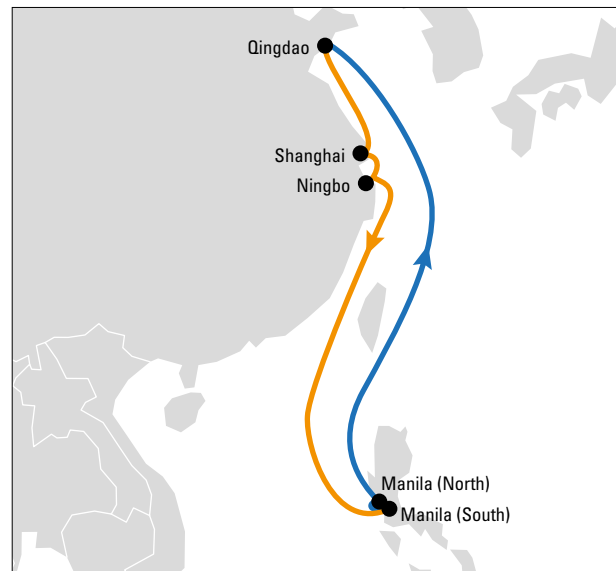 Qingdao
Shanghai
Ningbo
Manila (North)
Manila (South)